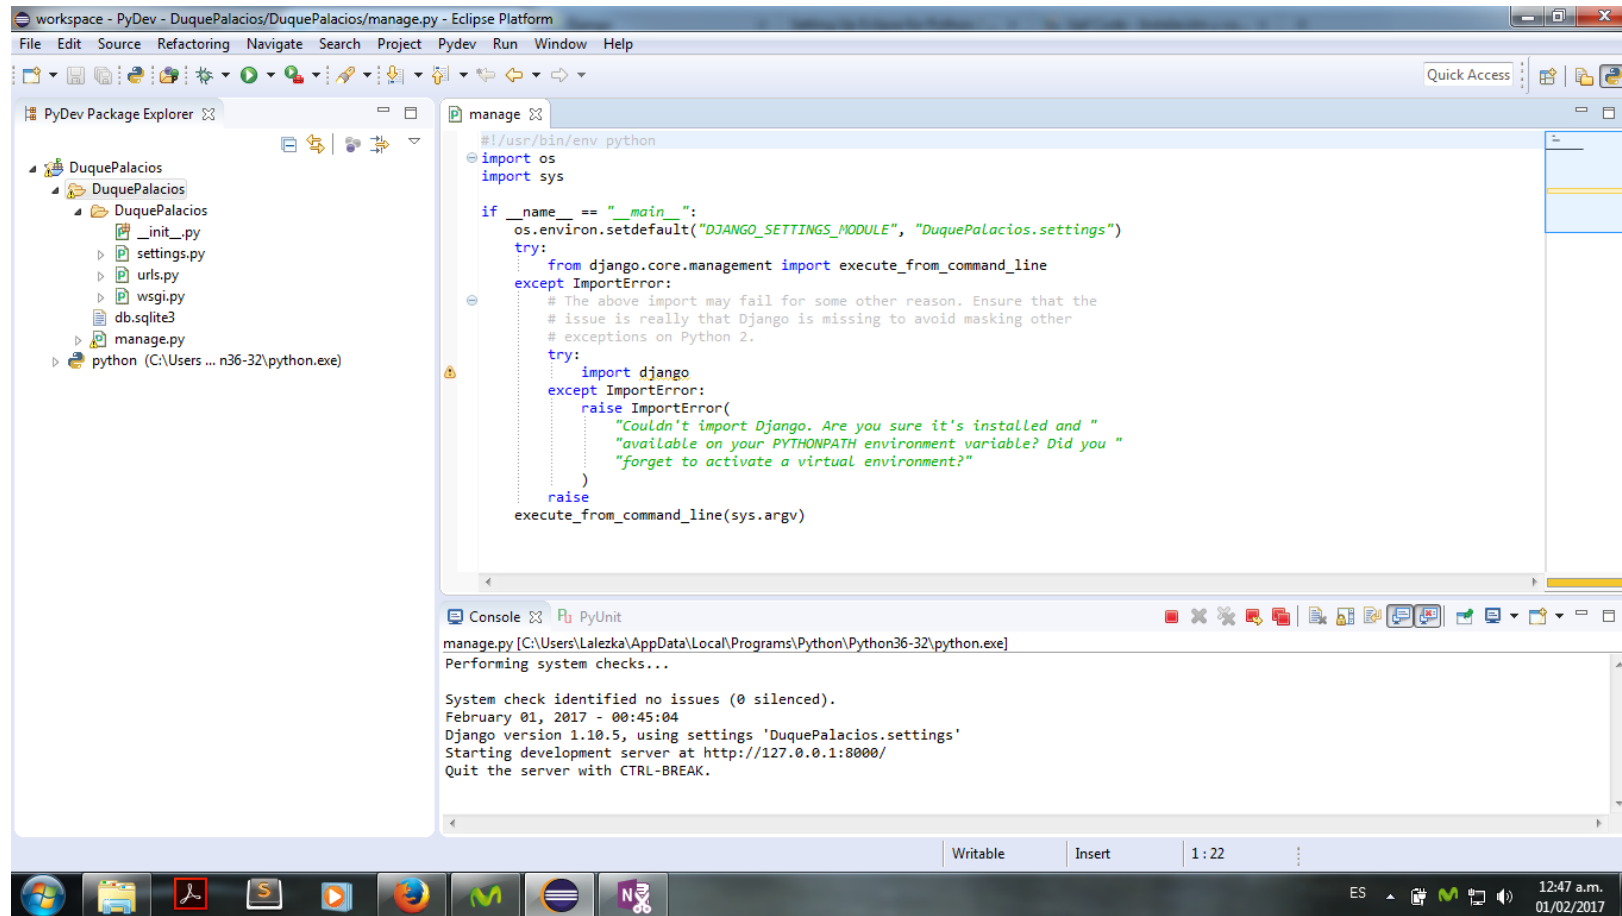 workspace - PyDev - DuquePalacios/DuquePalacios/manage.py - Eclipse Platform
File Edit Source Refactoring Navigate Search Project Pydev Run Window Help
Quick Access
PyDev Package Explorer
DuquePalacios
DuquePalacios
DuquePalacios
__init__.py
settings.py
urls.py
wsgi.py
db.sqlite3
manage.py
python (C:\Users ... n36-32\python.exe)
manage
#!/usr/bin/env python
import os
import sys
if __name__ == "__main__":
os.environ.setdefault("DJANGO_SETTINGS_MODULE", "DuquePalacios.settings")
try:
from django.core.management import execute_from_command_line
except ImportError:
# The above import may fail for some other reason. Ensure that the
# issue is really that Django is missing to avoid masking other
# exceptions on Python 2.
try:
import django
except ImportError:
raise ImportError(
"Couldn't import Django. Are you sure it's installed and "
"available on your PYTHONPATH environment variable? Did you "
"forget to activate a virtual environment?"
)
raise
execute_from_command_line(sys.argv)
Console PyUnit
manage.py [C:\Users\Lalezka\AppData\Local\Programs\Python\Python36-32\python.exe]
Performing system checks...
System check identified no issues (0 silenced).
February 01, 2017 - 00:45:04
Django version 1.10.5, using settings 'DuquePalacios.settings'
Starting development server at http://127.0.0.1:8000/
Quit the server with CTRL-BREAK.
Writable Insert 1 : 22
ES
12:47 a.m.
01/02/2017